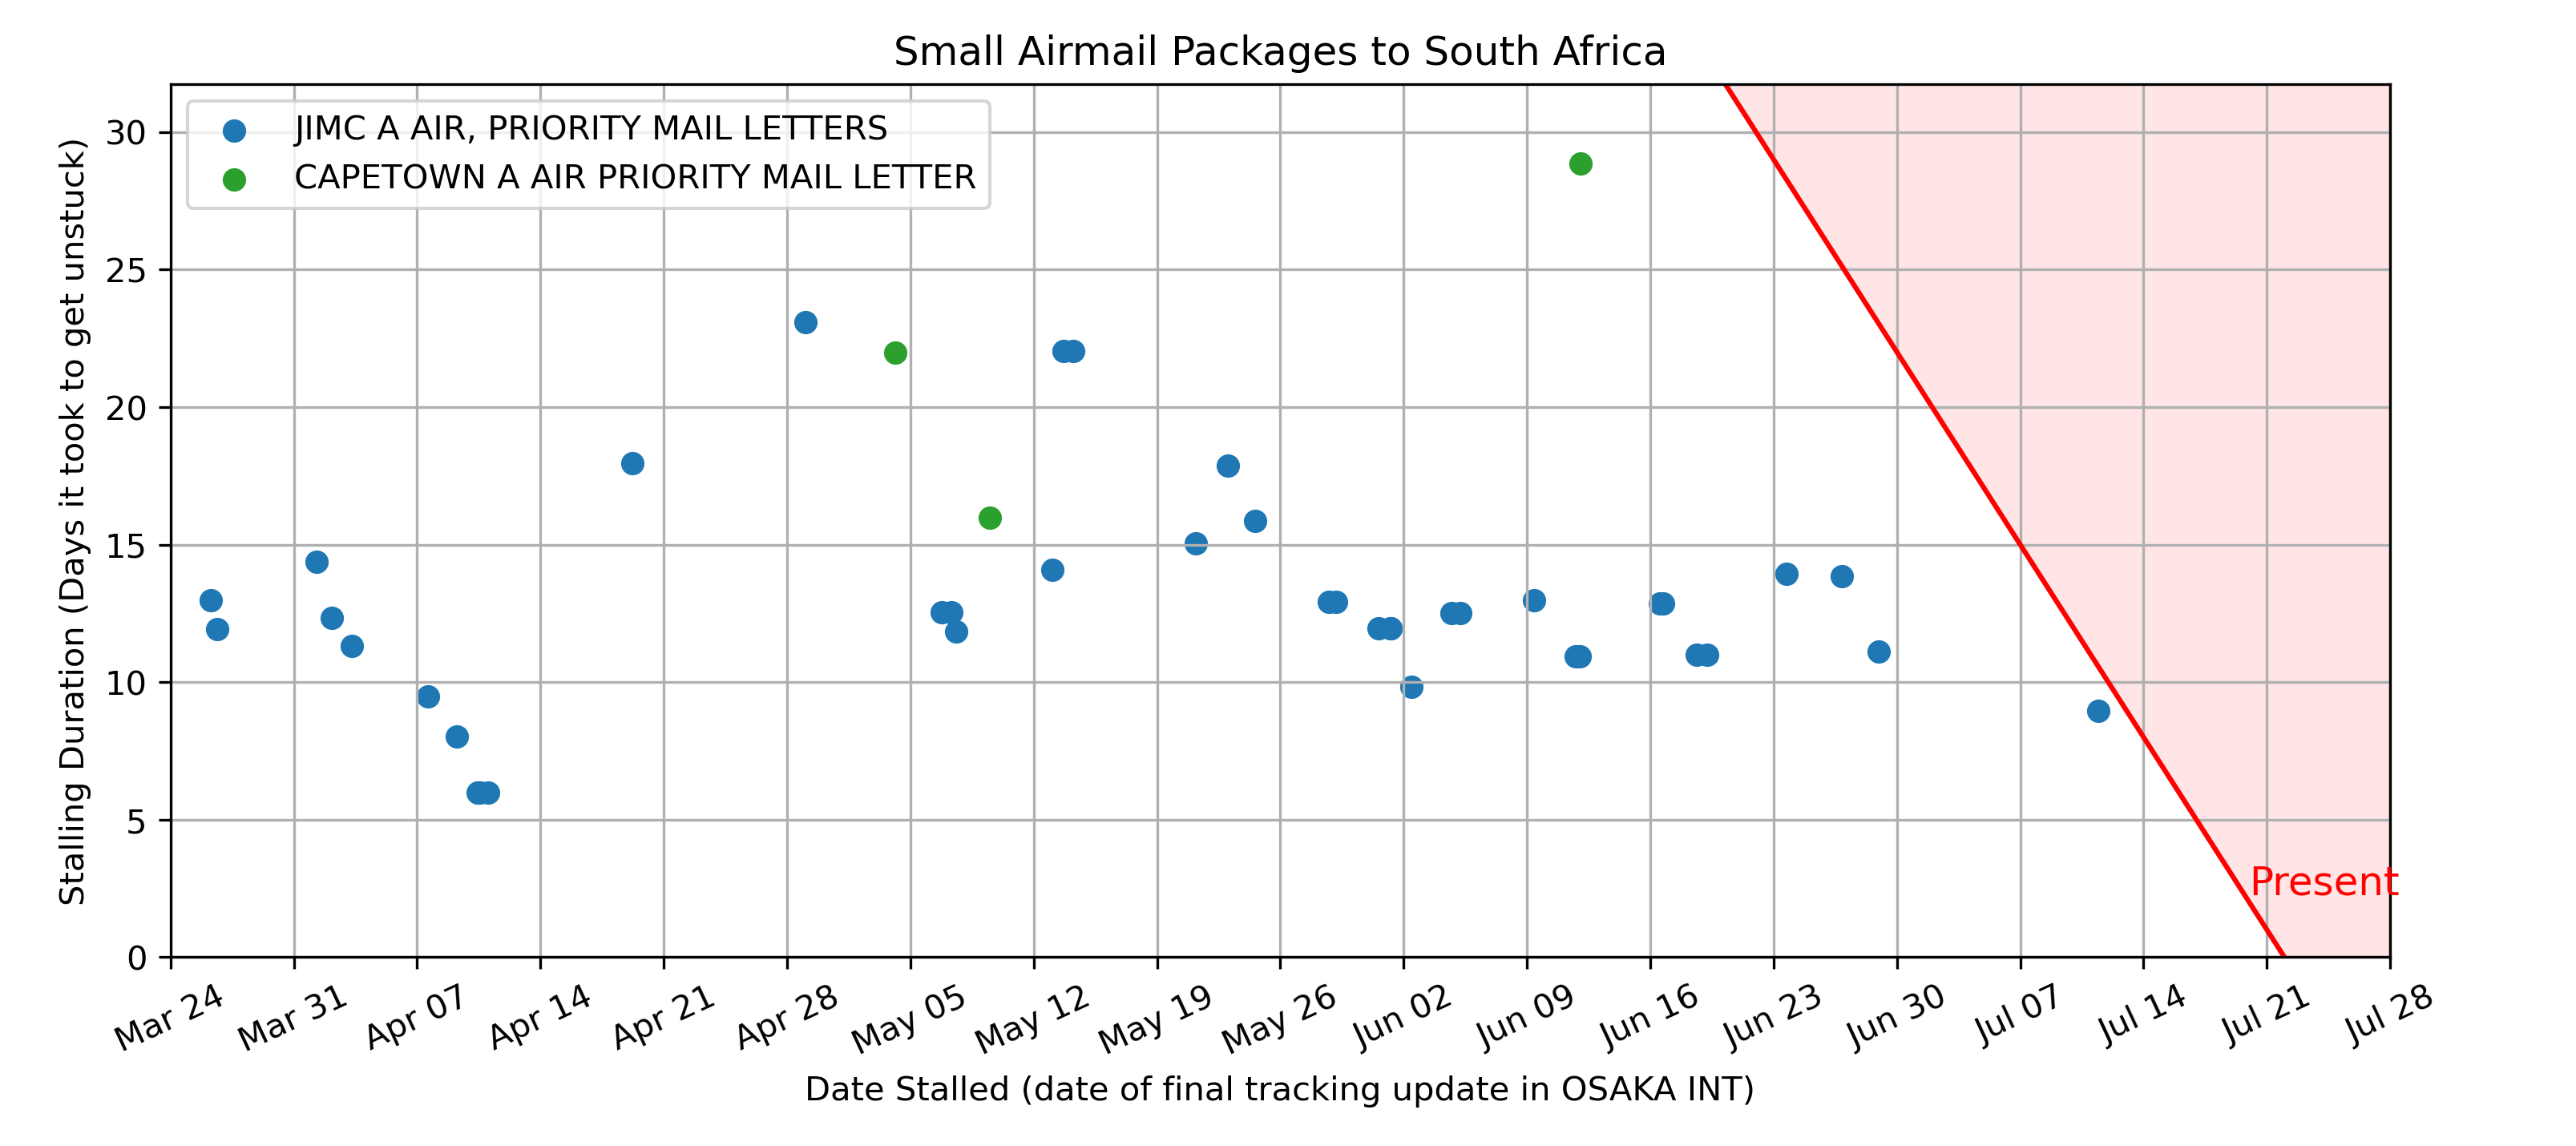 Small Airmail Packages to South Africa
JIMC A AIR, PRIORITY MAIL LETTERS
CAPETOWN A AIR PRIORITY MAIL LETTER
Stalling Duration (Days it took to get unstuck)
30
25
20
15
10
5
0
Present
Mar 24
Mar 31
Apr 07
Apr 14
Apr 21
Apr 28
May 05
May 12
May 19
May 26
Jun 02
Jun 09
Jun 16
Jun 23
Jun 30
Jul 07
Jul 14
Jul 21
Jul 28
Date Stalled (date of final tracking update in OSAKA INT)